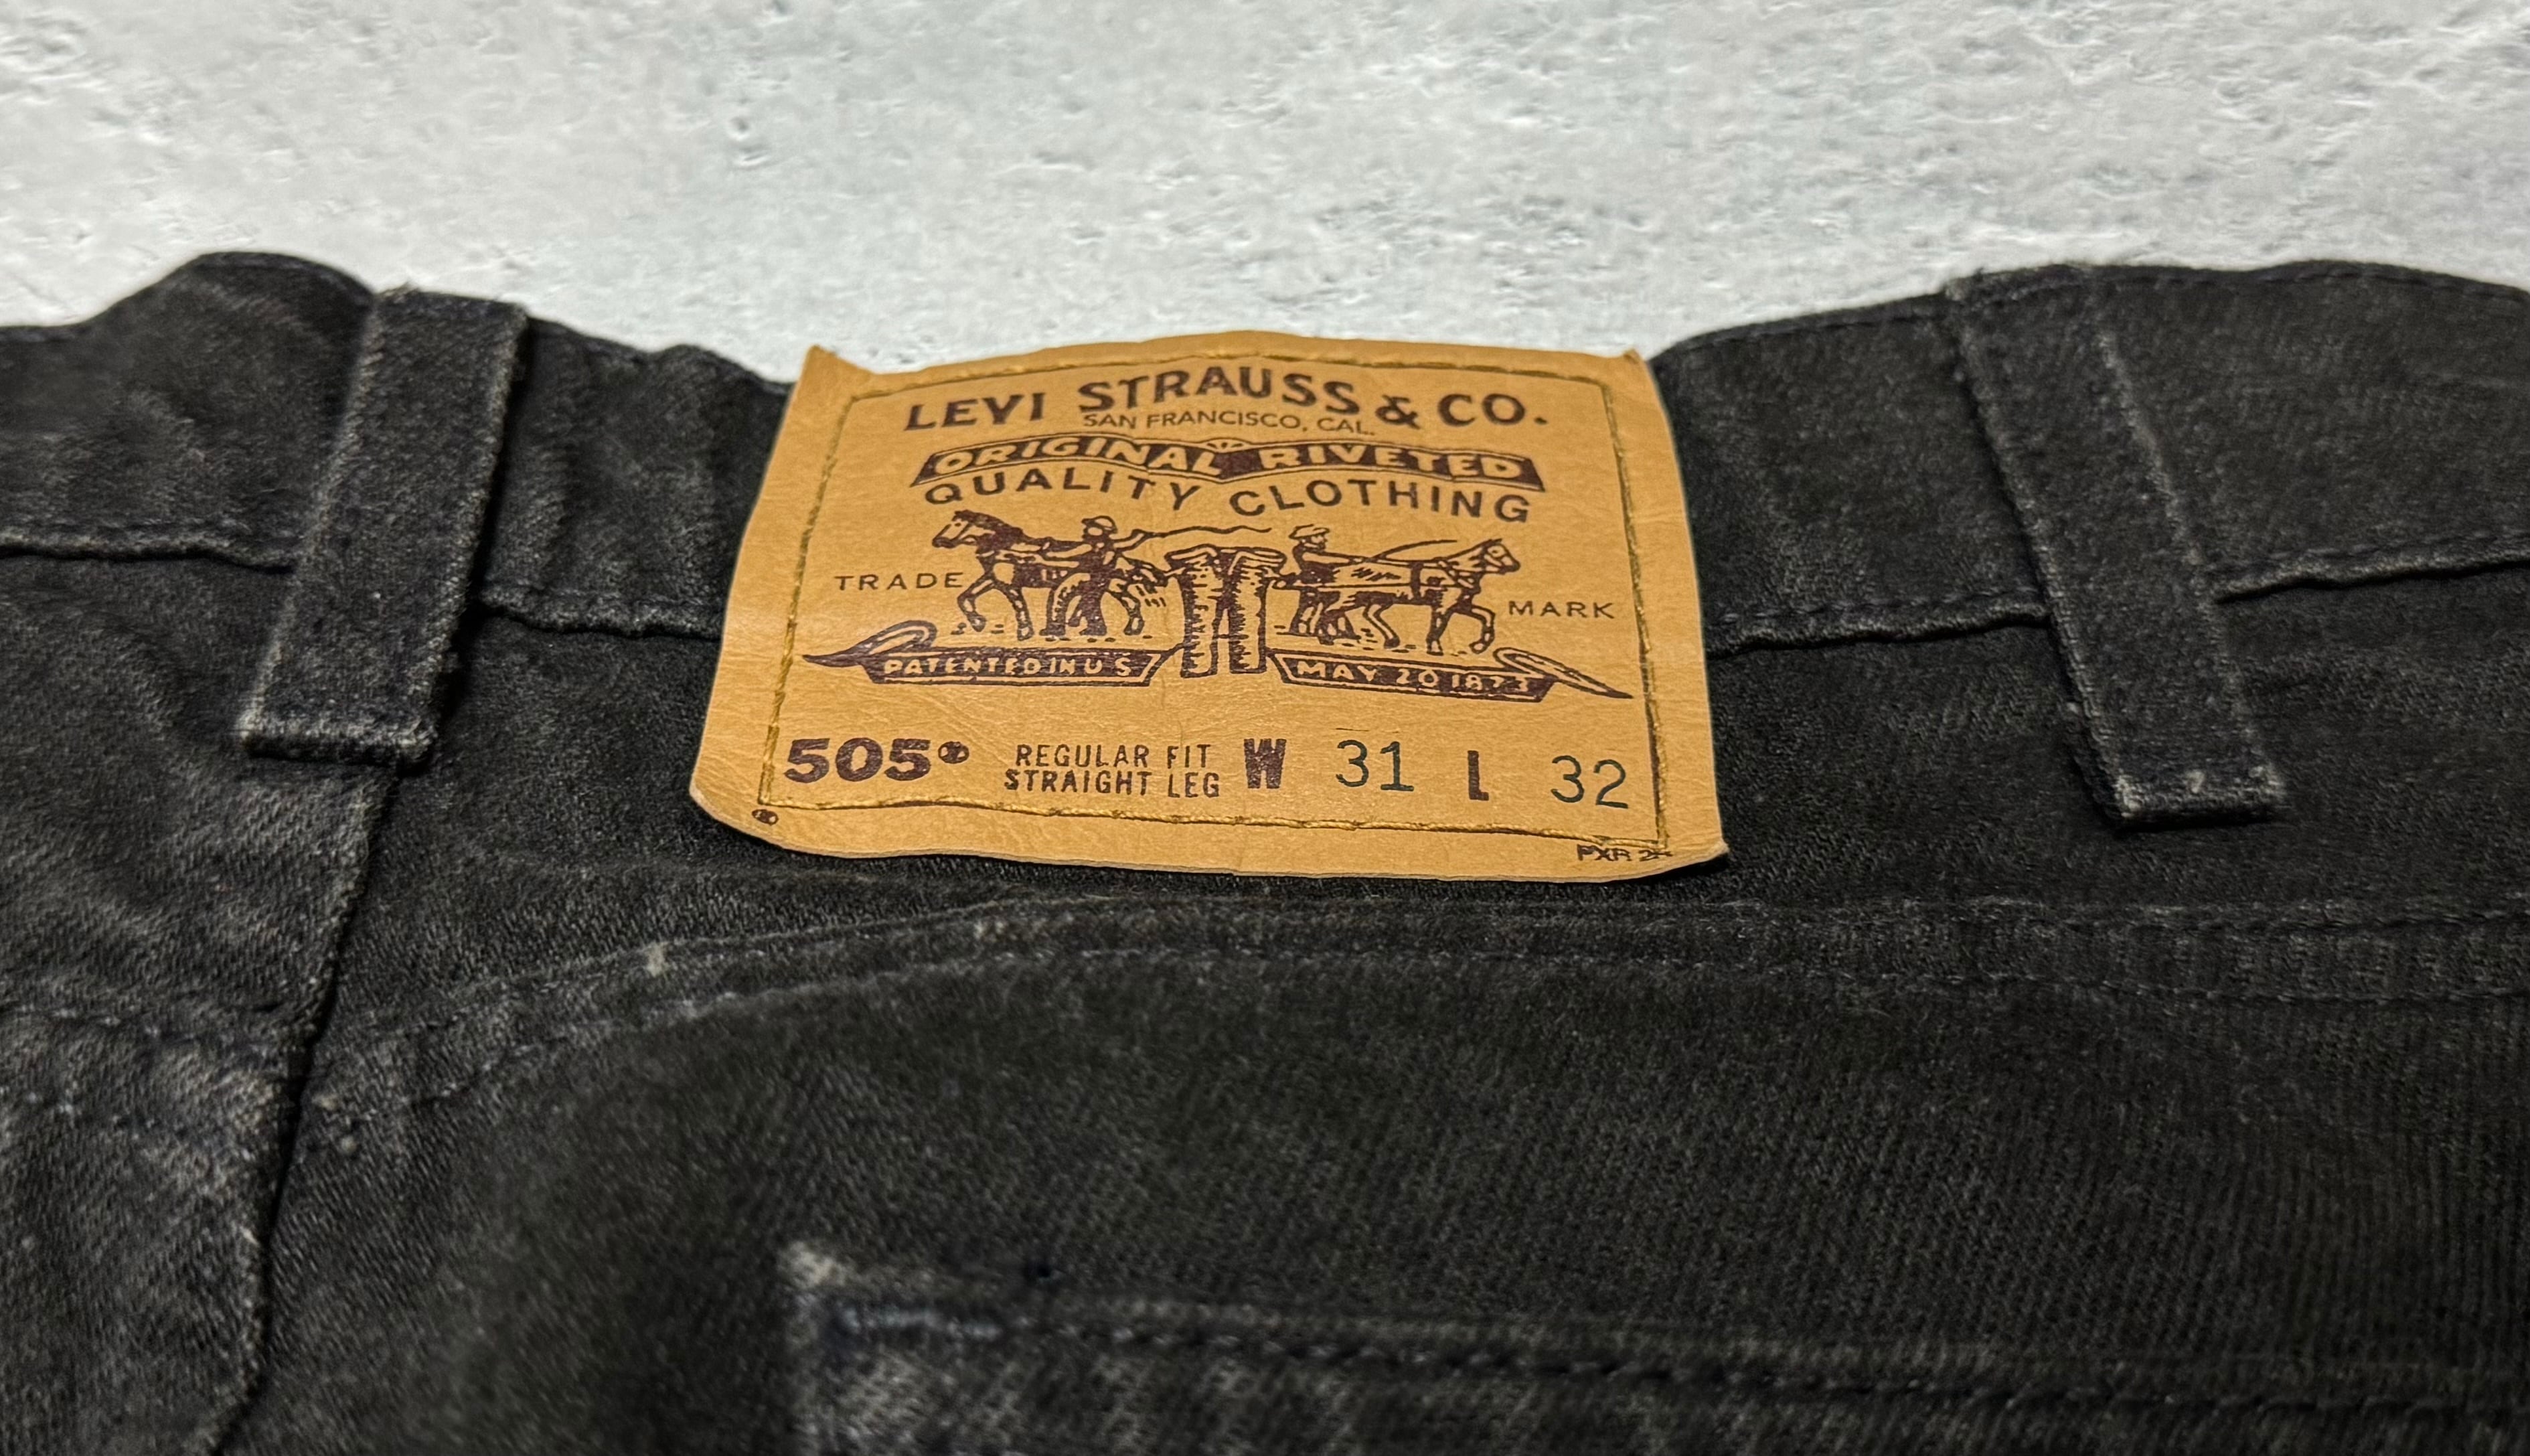 LEVI STRAUSS & CO.
SAN FRANCISCO, CAL.
ORIGINAL RIVETED
QUALITY CLOTHING
TRADE MARK
PATENTED IN U S MAY 20 1873
505® REGULAR FIT W 31 L 32
STRAIGHT LEG
®